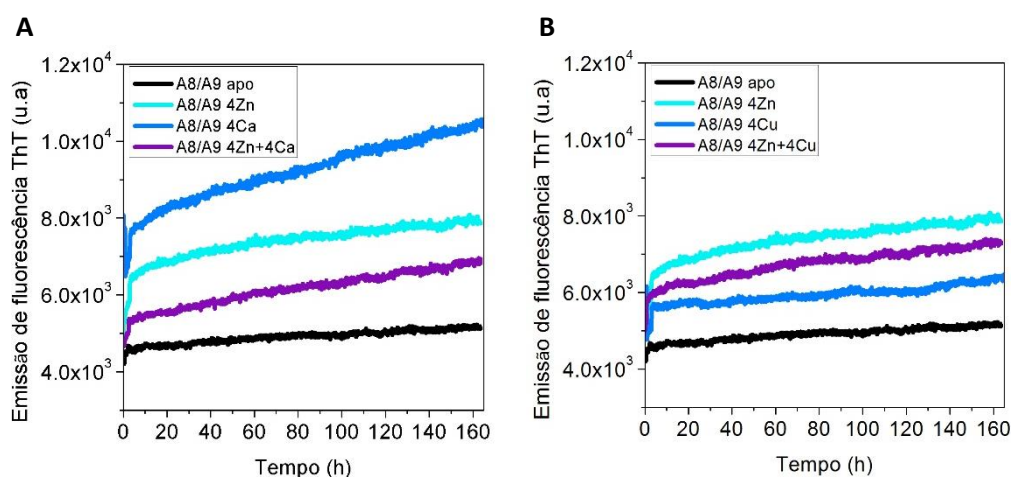 A
1.2x10⁴
1.0x10⁴
8.0x10³
6.0x10³
4.0x10³
Emissão de fluorescência ThT (u.a)
A8/A9 apo
A8/A9 4Zn
A8/A9 4Ca
A8/A9 4Zn+4Ca
0 20 40 60 80 100 120 140 160
Tempo (h)
B
1.2x10⁴
1.0x10⁴
8.0x10³
6.0x10³
4.0x10³
Emissão de fluorescência ThT (u.a)
A8/A9 apo
A8/A9 4Zn
A8/A9 4Cu
A8/A9 4Zn+4Cu
0 20 40 60 80 100 120 140 160
Tempo (h)